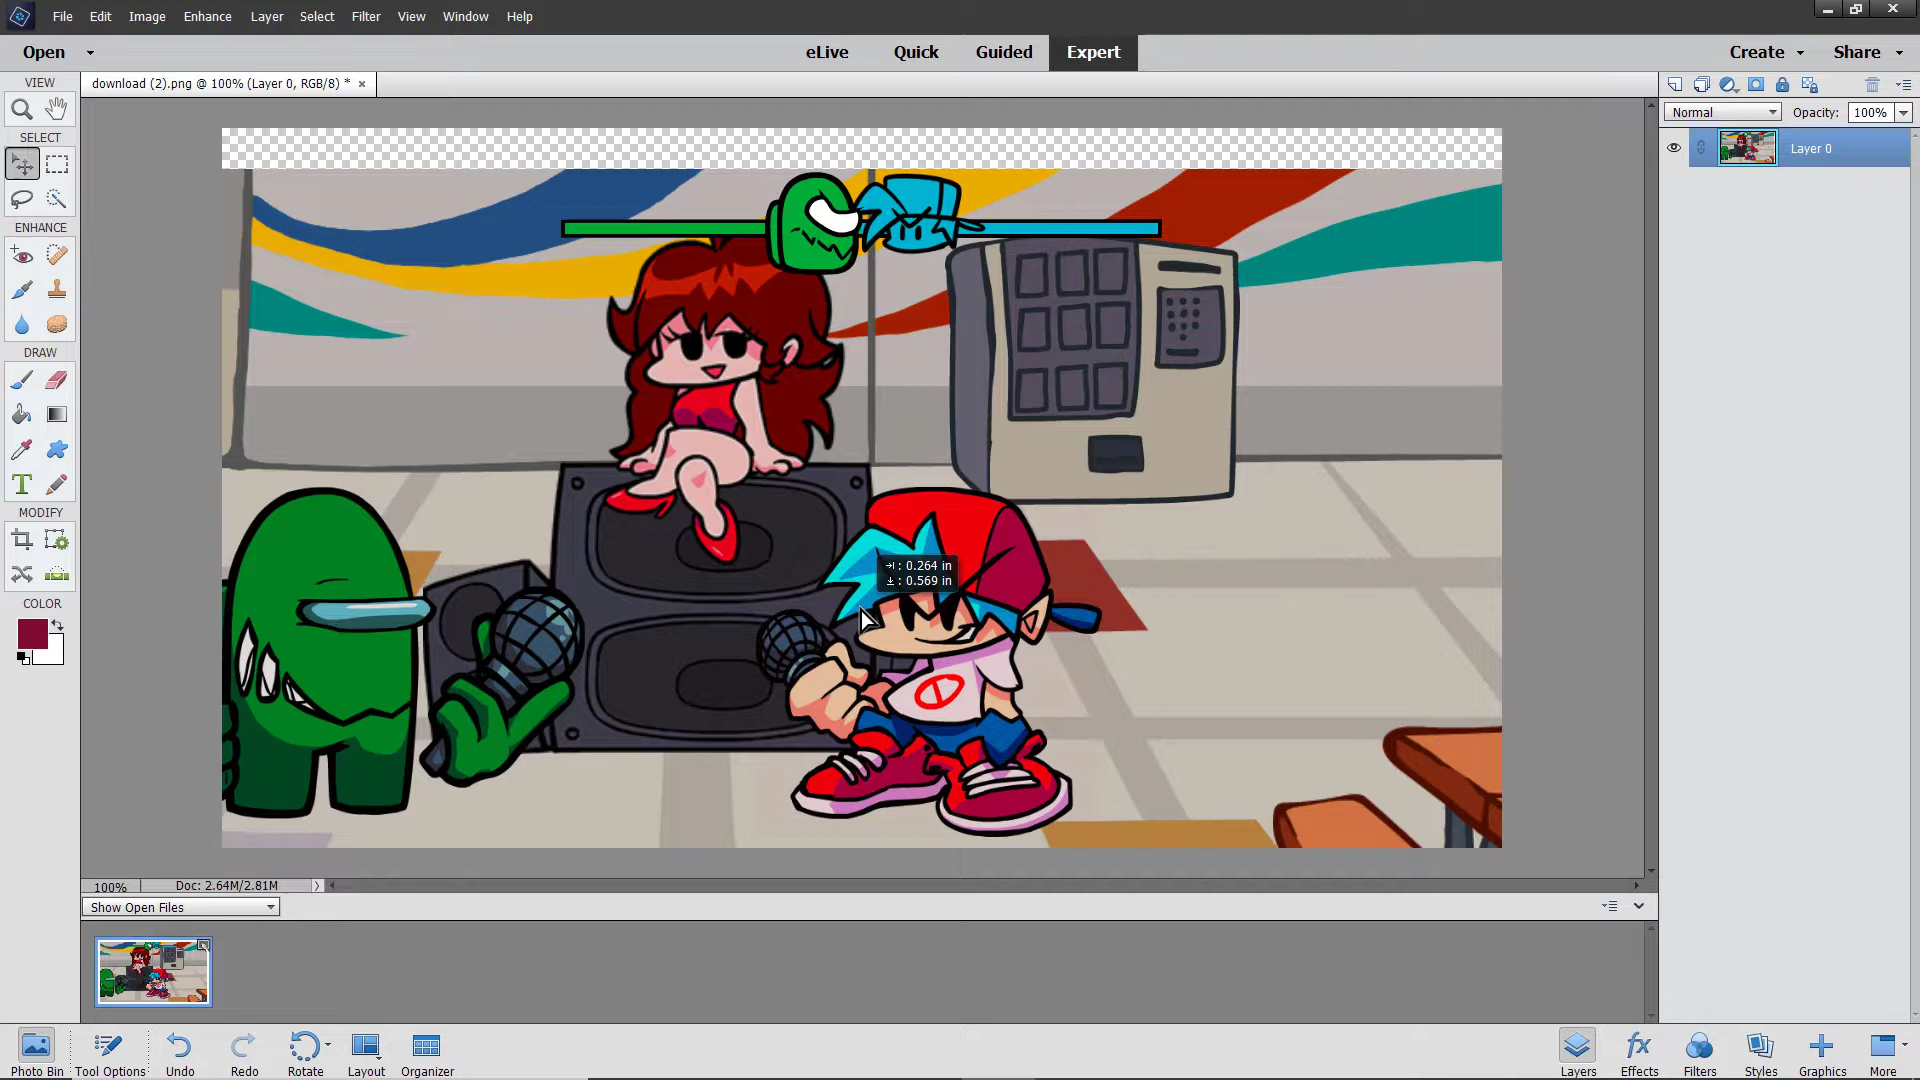 File Edit Image Enhance Layer Select Filter View Window Help
Open eLive Quick Guided Expert Create Share
VIEW
download (2).png @ 100% (Layer 0, RGB/8) * ×
Normal Opacity: 100%
SELECT
Layer 0
ENHANCE
DRAW
T
MODIFY
: 0.264 in
: 0.569 in
COLOR
100% Doc: 2.64M/2.81M
Show Open Files
fx
Photo Bin Tool Options Undo Redo Rotate Layout Organizer Layers Effects Filters Styles Graphics More